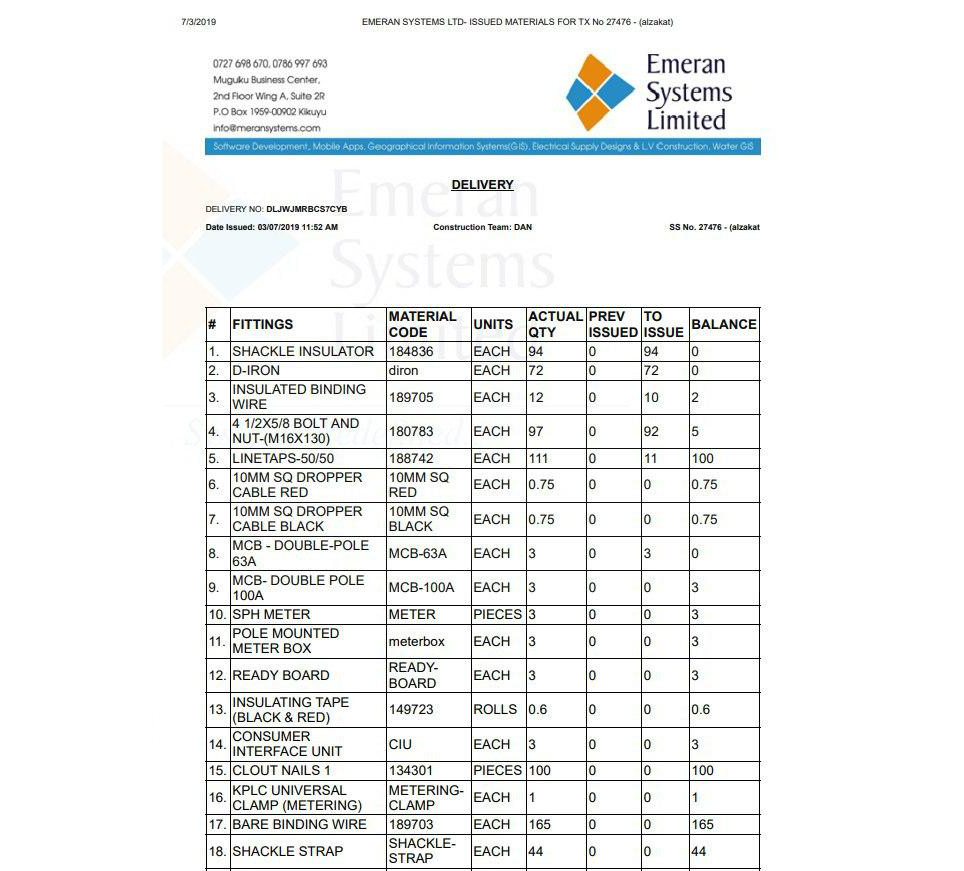 7/3/2019 EMERAN SYSTEMS LTD- ISSUED MATERIALS FOR TX No 27476 - (alzakat)
0727 698 670, 0786 997 693
Muguku Business Center,
2nd Floor Wing A, Suite 2R
P.O Box 1959-00902 Kikuyu
info@meransystems.com
Emeran
Systems
Limited
Software Development, Mobile Apps, Geographical Information Systems(GIS), Electrical Supply Designs & L.V Construction, Water GIS
Emeran
Systems
Limited
DELIVERY
DELIVERY NO: DLJWJMRBCS7CYB
Date Issued: 03/07/2019 11:52 AM Construction Team: DAN SS No. 27476 - (alzakat
# FITTINGS MATERIAL CODE UNITS ACTUAL QTY PREV ISSUED TO ISSUE BALANCE
1. SHACKLE INSULATOR 184836 EACH 94 0 94 0
2. D-IRON diron EACH 72 0 72 0
3. INSULATED BINDING WIRE 189705 EACH 12 0 10 2
4. 4 1/2X5/8 BOLT AND NUT-(M16X130) 180783 EACH 97 0 92 5
5. LINETAPS-50/50 188742 EACH 111 0 11 100
6. 10MM SQ DROPPER CABLE RED 10MM SQ RED EACH 0.75 0 0 0.75
7. 10MM SQ DROPPER CABLE BLACK 10MM SQ BLACK EACH 0.75 0 0 0.75
8. MCB - DOUBLE-POLE 63A MCB-63A EACH 3 0 3 0
9. MCB- DOUBLE POLE 100A MCB-100A EACH 3 0 0 3
10. SPH METER METER PIECES 3 0 0 3
11. POLE MOUNTED METER BOX meterbox EACH 3 0 0 3
12. READY BOARD READY-BOARD EACH 3 0 0 3
13. INSULATING TAPE (BLACK & RED) 149723 ROLLS 0.6 0 0 0.6
14. CONSUMER INTERFACE UNIT CIU EACH 3 0 0 3
15. CLOUT NAILS 1 134301 PIECES 100 0 0 100
16. KPLC UNIVERSAL CLAMP (METERING) METERING-CLAMP EACH 1 0 0 1
17. BARE BINDING WIRE 189703 EACH 165 0 0 165
18. SHACKLE STRAP SHACKLE-STRAP EACH 44 0 0 44